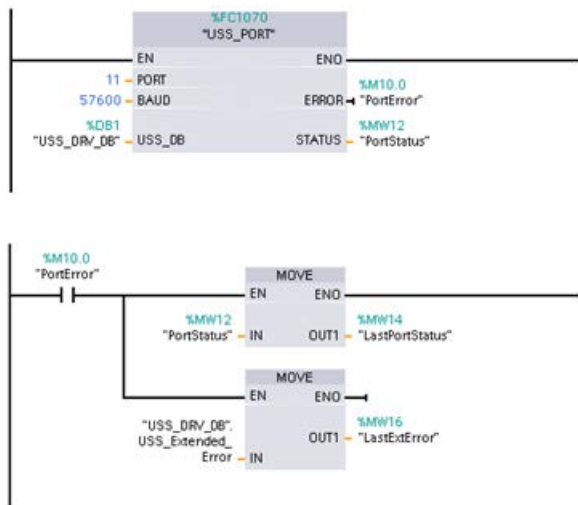 %FC1070
"USS_PORT"
EN ENO
11 PORT %M10.0
57600 BAUD ERROR "PortError"
%DB1 %MW12
"USS_DRV_DB" USS_DB STATUS "PortStatus"
%M10.0
"PortError" MOVE
EN ENO
%MW12 %MW14
"PortStatus" IN OUT1 "LastPortStatus"
MOVE
EN ENO
"USS_DRV_DB". %MW16
USS_Extended_ OUT1 "LastExtError"
Error IN